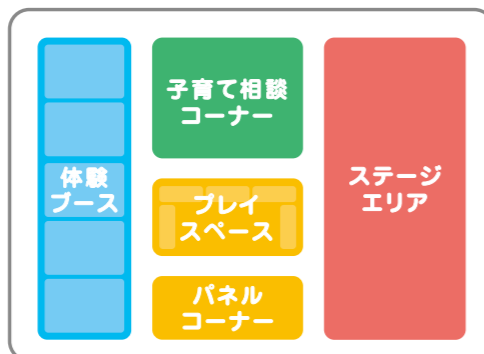 子育て相談
コーナー
体験
ブース
プレイ
スペース
パネル
コーナー
ステージ
エリア